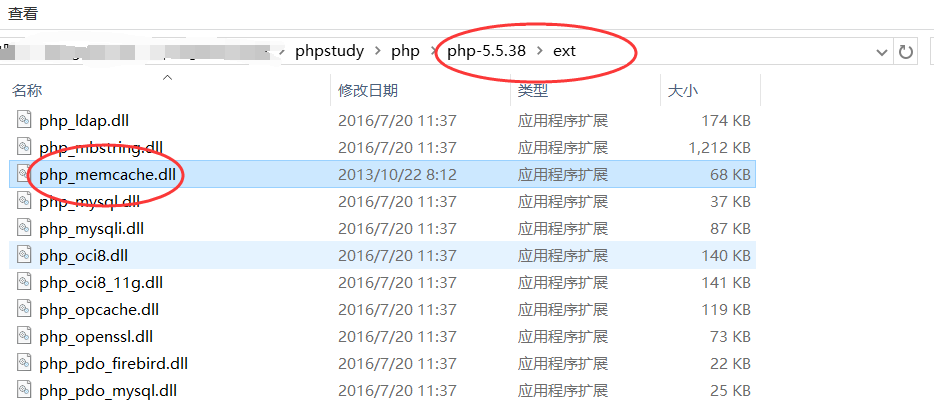 查看
phpstudy > php > php-5.5.38 > ext
名称 修改日期 类型 大小
php_ldap.dll 2016/7/20 11:37 应用程序扩展 174 KB
php_mbstring.dll 2016/7/20 11:37 应用程序扩展 1,212 KB
php_memcache.dll 2013/10/22 8:12 应用程序扩展 68 KB
php_mysql.dll 2016/7/20 11:37 应用程序扩展 37 KB
php_mysqli.dll 2016/7/20 11:37 应用程序扩展 87 KB
php_oci8.dll 2016/7/20 11:37 应用程序扩展 140 KB
php_oci8_11g.dll 2016/7/20 11:37 应用程序扩展 141 KB
php_opcache.dll 2016/7/20 11:37 应用程序扩展 119 KB
php_openssl.dll 2016/7/20 11:37 应用程序扩展 73 KB
php_pdo_firebird.dll 2016/7/20 11:37 应用程序扩展 22 KB
php_pdo_mysql.dll 2016/7/20 11:37 应用程序扩展 25 KB